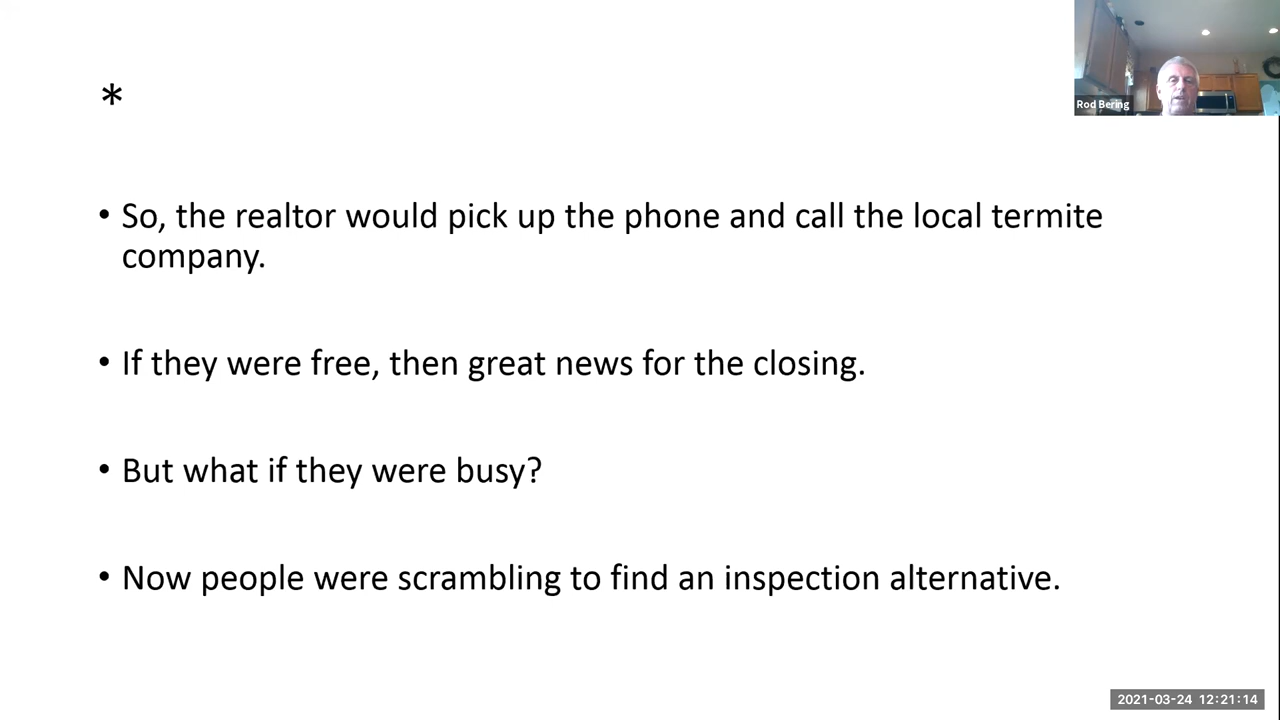 *
Rod Bering
• So, the realtor would pick up the phone and call the local termite
company.
• If they were free, then great news for the closing.
• But what if they were busy?
• Now people were scrambling to find an inspection alternative.
2021-03-24 12:21:14